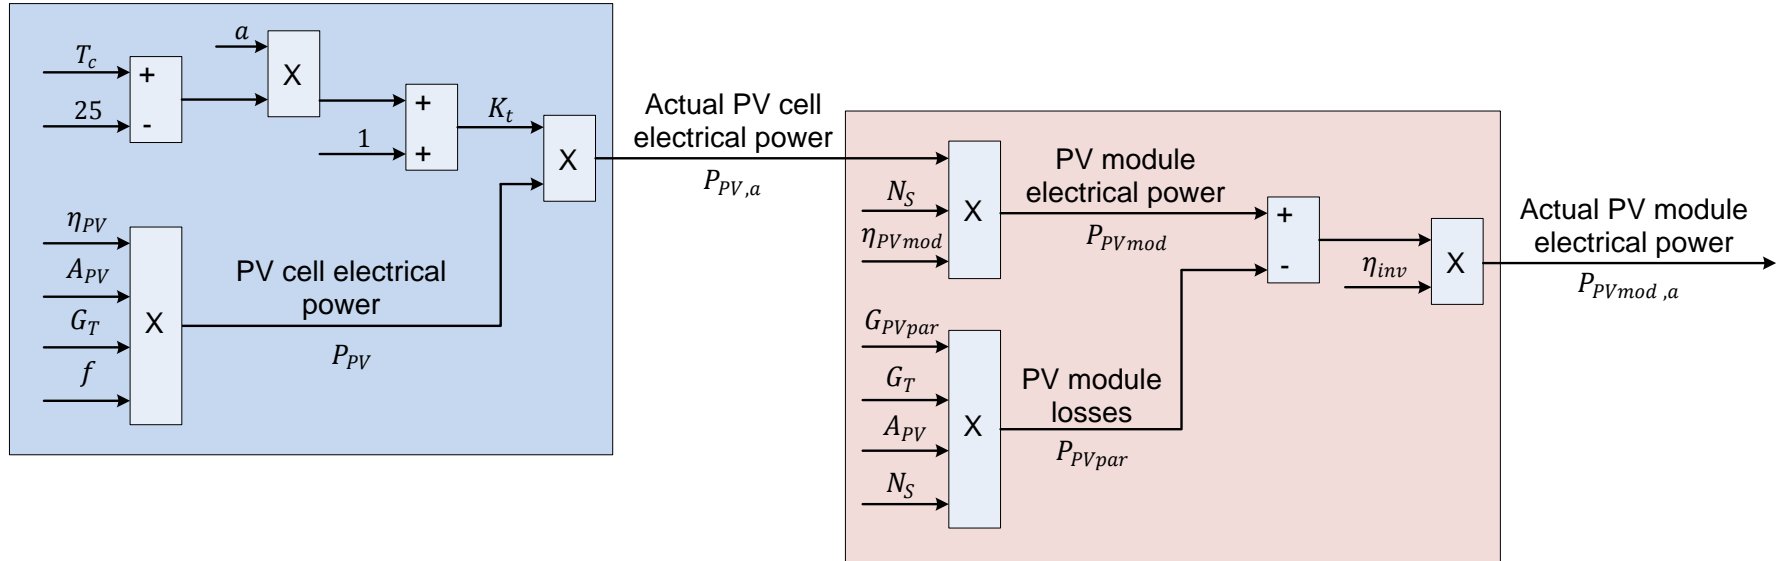 T_c
+
25
-
a
X
+
1
+
K_t
X
η_PV
A_PV
G_T
f
X
PV cell electrical
power
P_PV
Actual PV cell
electrical power
P_PV,a
N_S
η_PVmod
X
PV module
electrical power
P_PVmod
G_PVpar
G_T
A_PV
N_S
X
PV module
losses
P_PVpar
+
-
η_inv
X
Actual PV module
electrical power
P_PVmod ,a